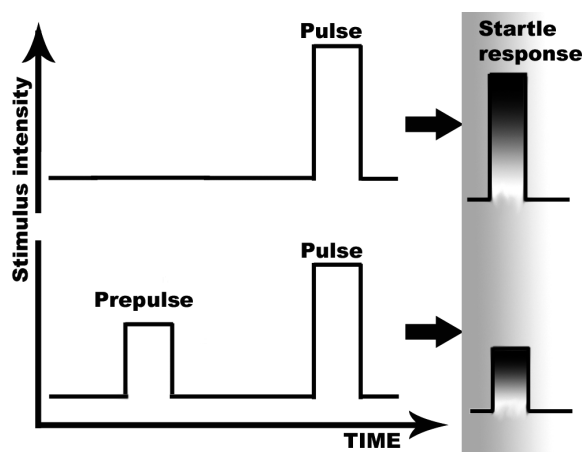 Pulse
Startle
response
Stimulus intensity
Pulse
Prepulse
TIME